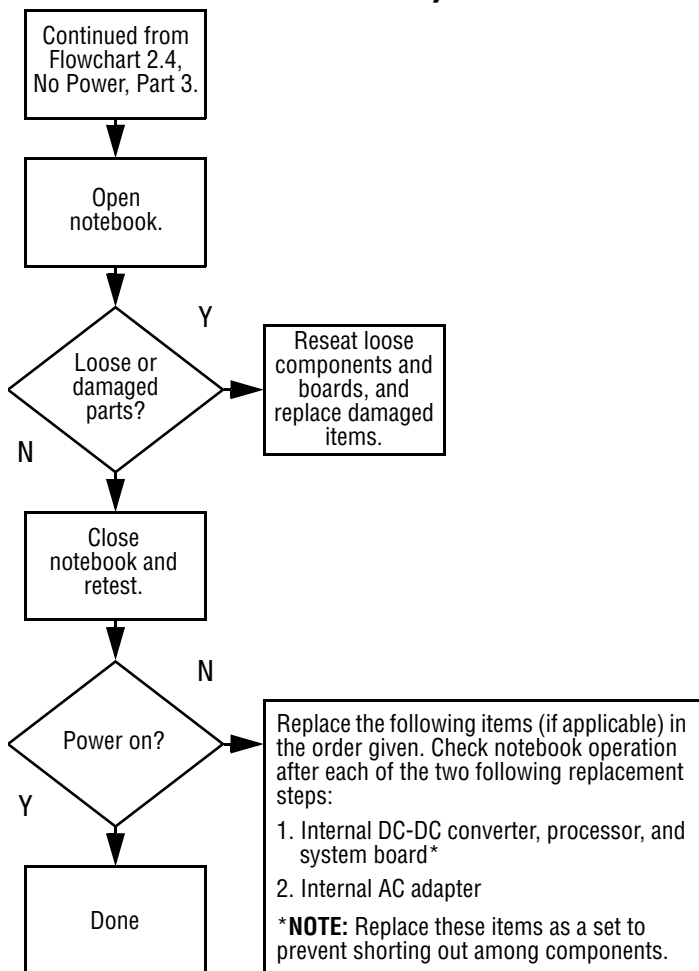 Continued from
Flowchart 2.4,
No Power, Part 3.
Open
notebook.
Y
Loose or
damaged
parts?
Reseat loose
components and
boards, and
replace damaged
items.
N
Close
notebook and
retest.
N
Power on?
Replace the following items (if applicable) in
the order given. Check notebook operation
after each of the two following replacement
steps:
1. Internal DC-DC converter, processor, and
system board*
2. Internal AC adapter
*NOTE: Replace these items as a set to
prevent shorting out among components.
Y
Done